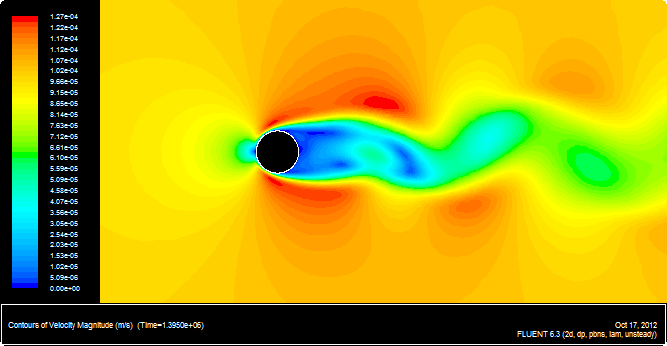 1.27e-04
1.22e-04
1.17e-04
1.12e-04
1.07e-04
1.02e-04
9.66e-05
9.15e-05
8.65e-05
8.14e-05
7.63e-05
7.12e-05
6.61e-05
6.10e-05
5.59e-05
5.09e-05
4.58e-05
4.07e-05
3.56e-05
3.05e-05
2.54e-05
2.03e-05
1.53e-05
1.02e-05
5.09e-06
0.00e+00
Contours of Velocity Magnitude (m/s) (Time=1.3950e+06)
Oct 17, 2012
FLUENT 6.3 (2d, dp, pbns, lam, unsteady)